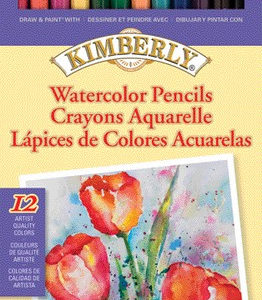 DRAW & PAINT WITH • DESSINER ET PEINDRE AVEC • DIBUJAR Y PINTAR CON
KIMBERLY®
Watercolor Pencils
Crayons Aquarelle
Lápices de Colores Acuarelas
12
ARTIST
QUALITY
COLORS
COULEURS
DE QUALITÉ
ARTISTE
COLORES DE
CALIDAD DE
ARTISTA